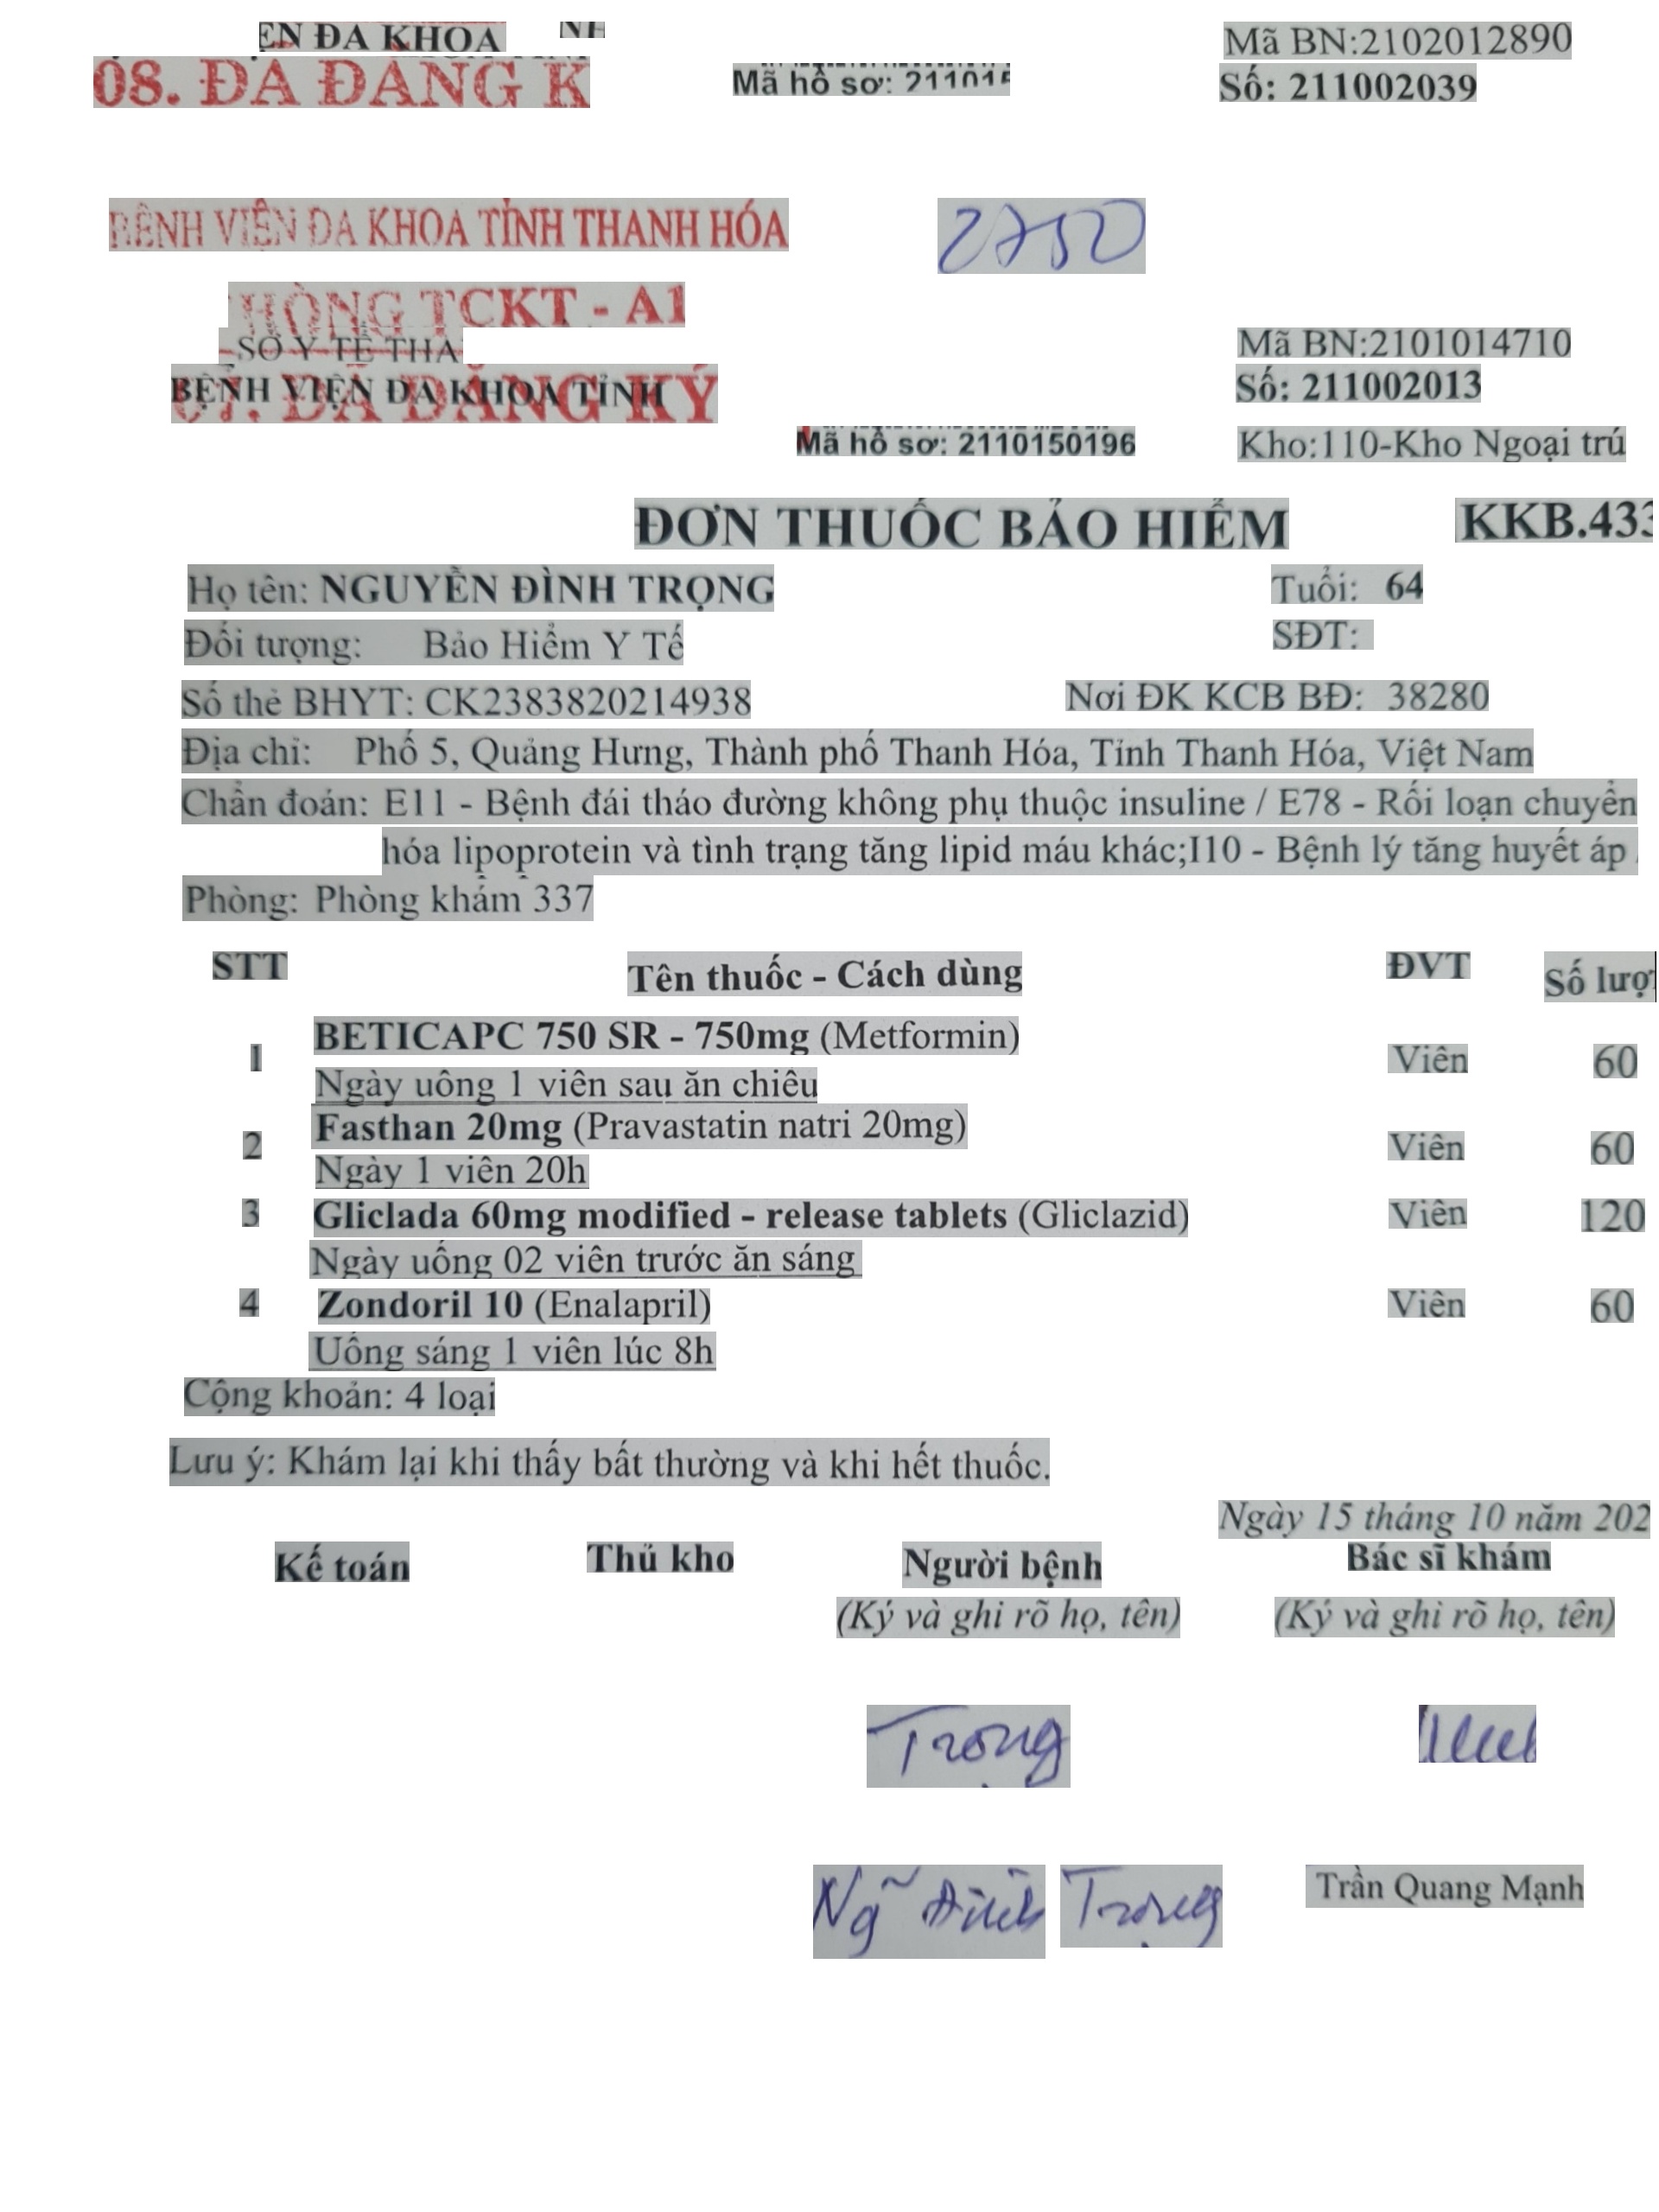 ĐA KHOA
Mã BN:2102012890
08. ĐÃ ĐĂNG K
Mã hồ sơ: 211015
Số: 211002039
BỆNH VIỆN ĐA KHOA TỈNH THANH HÓA
2750
TCKT - A1
SỞ Y TẾ THA
Mã BN:2101014710
BỆNH VIỆN ĐA KHOA TỈNH
ĐÃ ĐĂNG KÝ
Số: 211002013
Mã hồ sơ: 2110150196
Kho:110-Kho Ngoại trú
ĐƠN THUỐC BẢO HIỂM
KKB.433
Họ tên: NGUYỄN ĐÌNH TRỌNG
Tuổi: 64
Đối tượng: Bảo Hiểm Y Tế
SĐT:
Số thẻ BHYT: CK2383820214938
Nơi ĐK KCB BĐ: 38280
Địa chỉ: Phố 5, Quảng Hưng, Thành phố Thanh Hóa, Tỉnh Thanh Hóa, Việt Nam
Chẩn đoán: E11 - Bệnh đái tháo đường không phụ thuộc insuline / E78 - Rối loạn chuyển
hóa lipoprotein và tình trạng tăng lipid máu khác;I10 - Bệnh lý tăng huyết áp
Phòng: Phòng khám 337
STT Tên thuốc - Cách dùng ĐVT Số lượ
1 BETICAPC 750 SR - 750mg (Metformin) Viên 60
Ngày uống 1 viên sau ăn chiều
2 Fasthan 20mg (Pravastatin natri 20mg) Viên 60
Ngày 1 viên 20h
3 Gliclada 60mg modified - release tablets (Gliclazid) Viên 120
Ngày uống 02 viên trước ăn sáng
4 Zondoril 10 (Enalapril) Viên 60
Uống sáng 1 viên lúc 8h
Cộng khoản: 4 loại
Lưu ý: Khám lại khi thấy bất thường và khi hết thuốc.
Ngày 15 tháng 10 năm 202
Kế toán Thủ kho Người bệnh Bác sĩ khám
(Ký và ghi rõ họ, tên) (Ký và ghi rõ họ, tên)
Trọng
Ng~ Đình Trọng
Trần Quang Mạnh